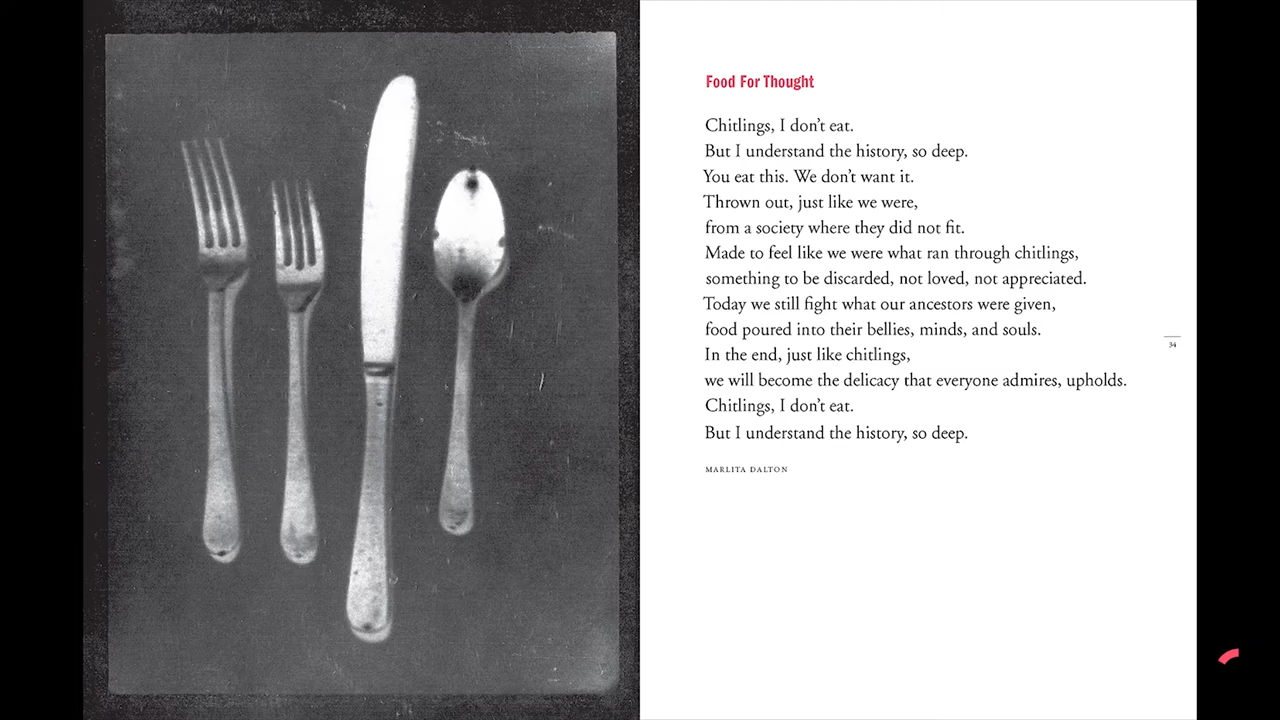 Food For Thought
Chitlings, I don’t eat.
But I understand the history, so deep.
You eat this. We don’t want it.
Thrown out, just like we were,
from a society where they did not fit.
Made to feel like we were what ran through chitlings,
something to be discarded, not loved, not appreciated.
Today we still fight what our ancestors were given,
food poured into their bellies, minds, and souls.
In the end, just like chitlings,
we will become the delicacy that everyone admires, upholds.
Chitlings, I don’t eat.
But I understand the history, so deep.
MARLITA DALTON
34